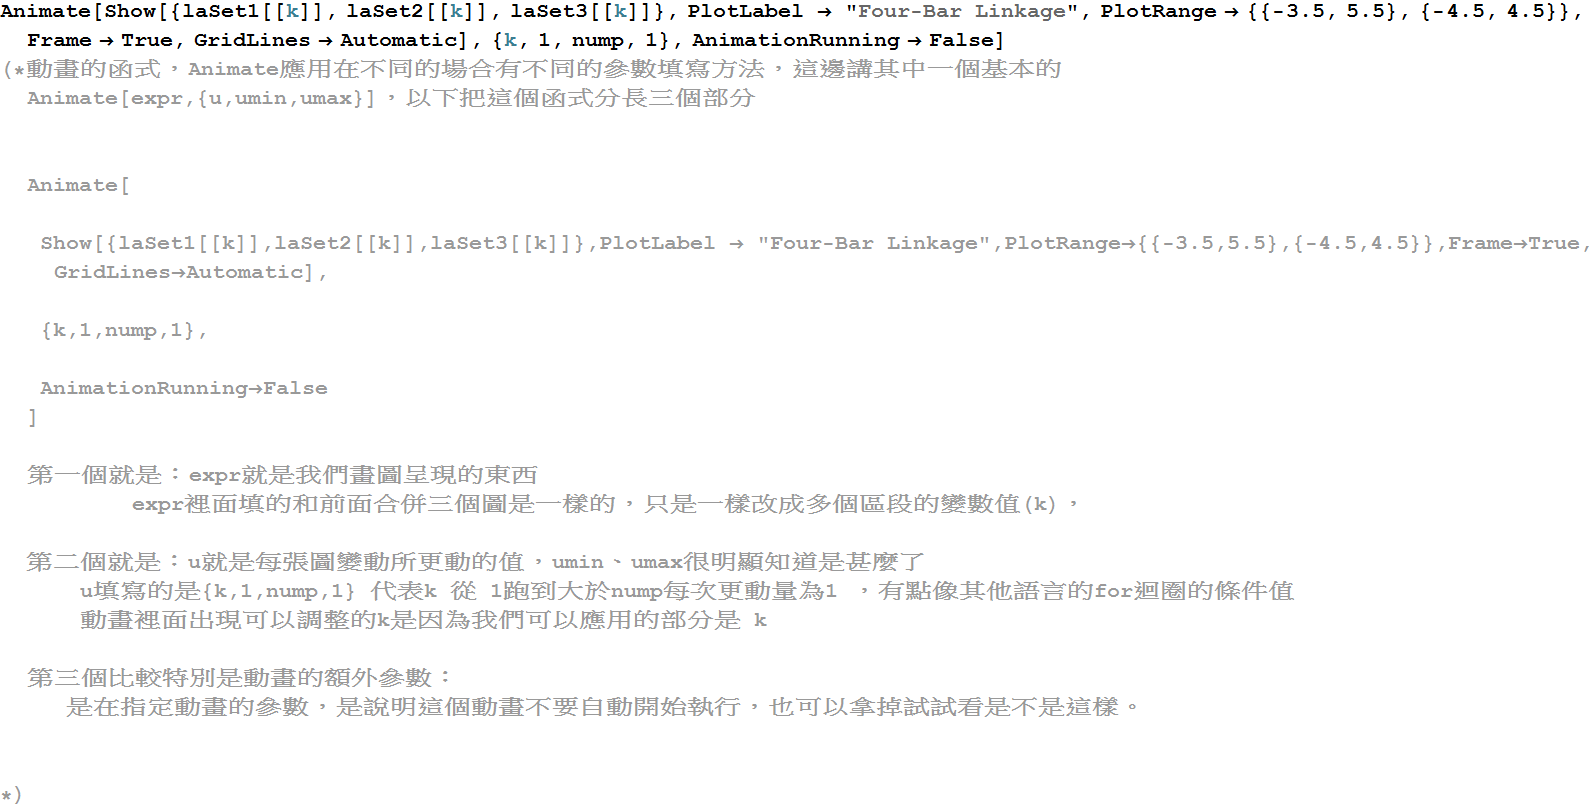 Animate[Show[{laSet1[[k]], laSet2[[k]], laSet3[[k]]}, PlotLabel → "Four-Bar Linkage", PlotRange → {{-3.5, 5.5}, {-4.5, 4.5}},
Frame → True, GridLines → Automatic], {k, 1, nump, 1}, AnimationRunning → False]
(*動畫的函式，Animate應用在不同的場合有不同的參數填寫方法，這邊講其中一個基本的
Animate[expr,{u,umin,umax}]，以下把這個函式分長三個部分
Animate[
Show[{laSet1[[k]],laSet2[[k]],laSet3[[k]]},PlotLabel → "Four-Bar Linkage",PlotRange→{{-3.5,5.5},{-4.5,4.5}},Frame→True,
GridLines→Automatic],
{k,1,nump,1},
AnimationRunning→False
]
第一個就是：expr就是我們畫圖呈現的東西
expr裡面填的和前面合併三個圖是一樣的，只是一樣改成多個區段的變數值(k)，
第二個就是：u就是每張圖變動所更動的值，umin、umax很明顯知道是甚麼了
u填寫的是{k,1,nump,1} 代表k 從 1跑到大於nump每次更動量為1 ，有點像其他語言的for迴圈的條件值
動畫裡面出現可以調整的k是因為我們可以應用的部分是 k
第三個比較特別是動畫的額外參數：
是在指定動畫的參數，是說明這個動畫不要自動開始執行，也可以拿掉試試看是不是這樣。
*)